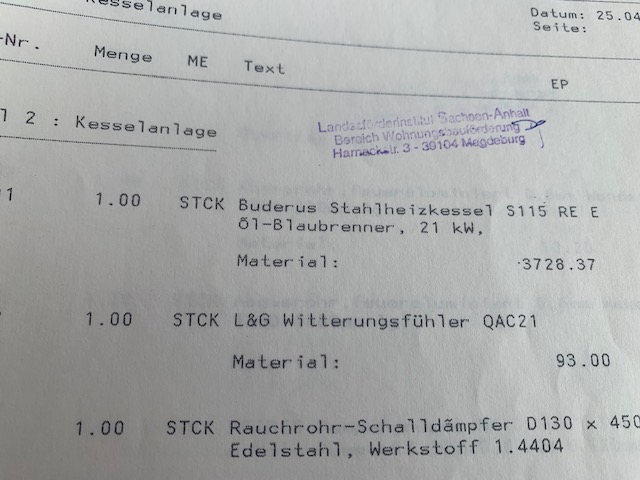 Kesselanlage
Datum: 25.04
Seite:
-Nr. Menge ME Text EP
l 2 : Kesselanlage
Landesförderinstitut Sachsen-Anhalt
Bereich Wohnungsbauförderung
Harnackstr. 3 - 39104 Magdeburg
1.00 STCK Buderus Stahlheizkessel S115 RE E
Öl-Blaubrenner, 21 kW,
Material: 3728.37
1.00 STCK L&G Witterungsfühler QAC21
Material: 93.00
1.00 STCK Rauchrohr-Schalldämpfer D130 x 450
Edelstahl, Werkstoff 1.4404